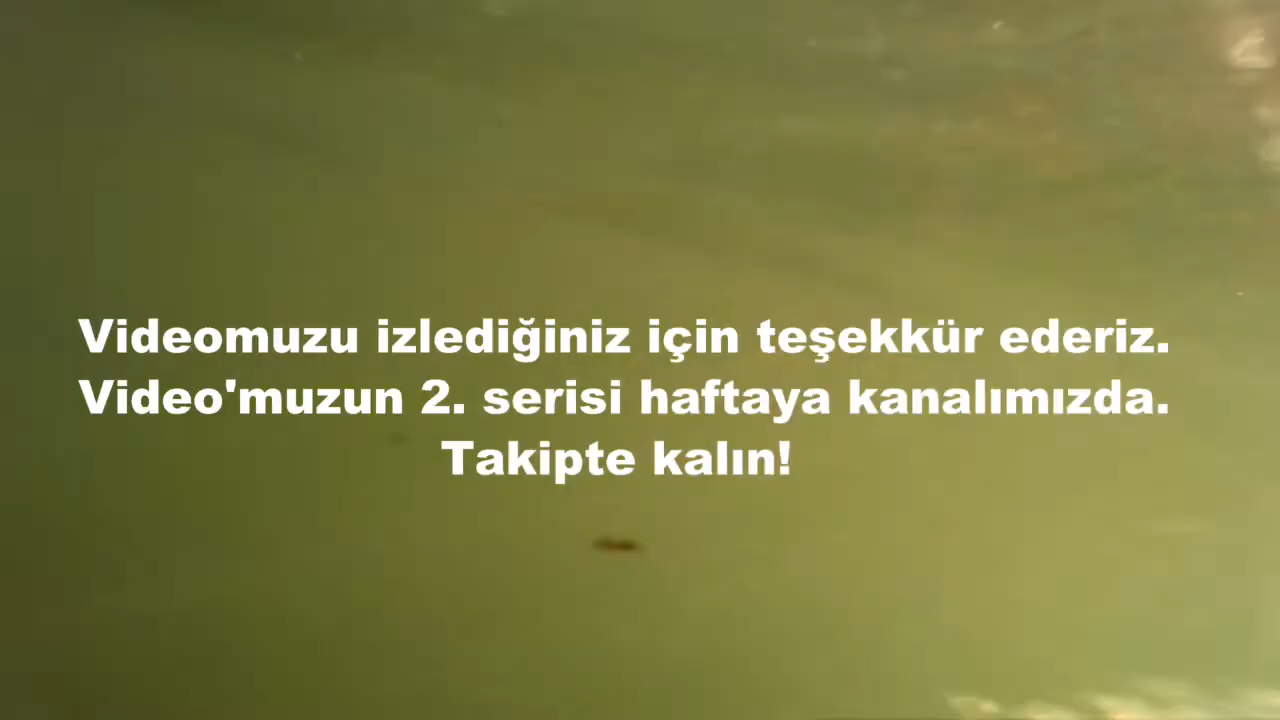 Videomuzu izlediğiniz için teşekkür ederiz.
Video'muzun 2. serisi haftaya kanalımızda.
Takipte kalın!